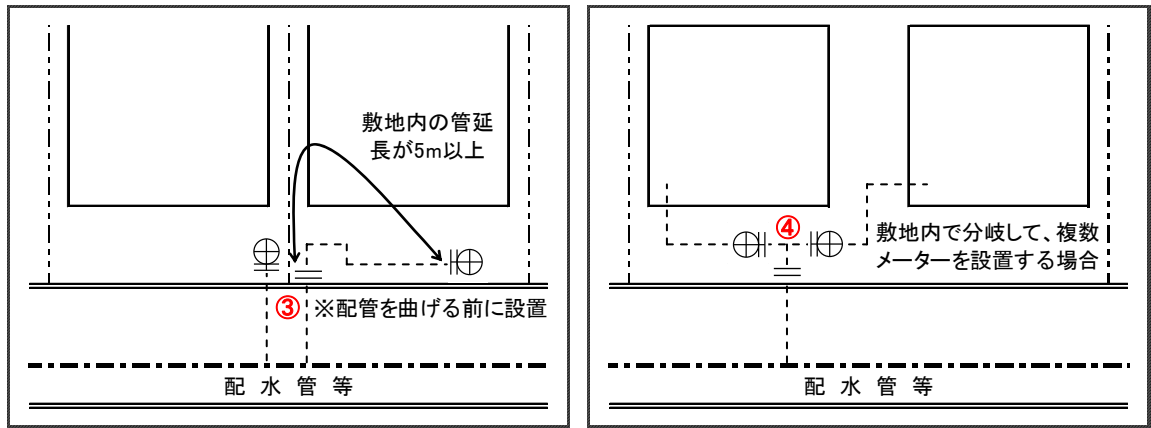 敷地内の管延
長が5m以上
③ ※配管を曲げる前に設置
配水管等
④
敷地内で分岐して、複数
メーターを設置する場合
配水管等